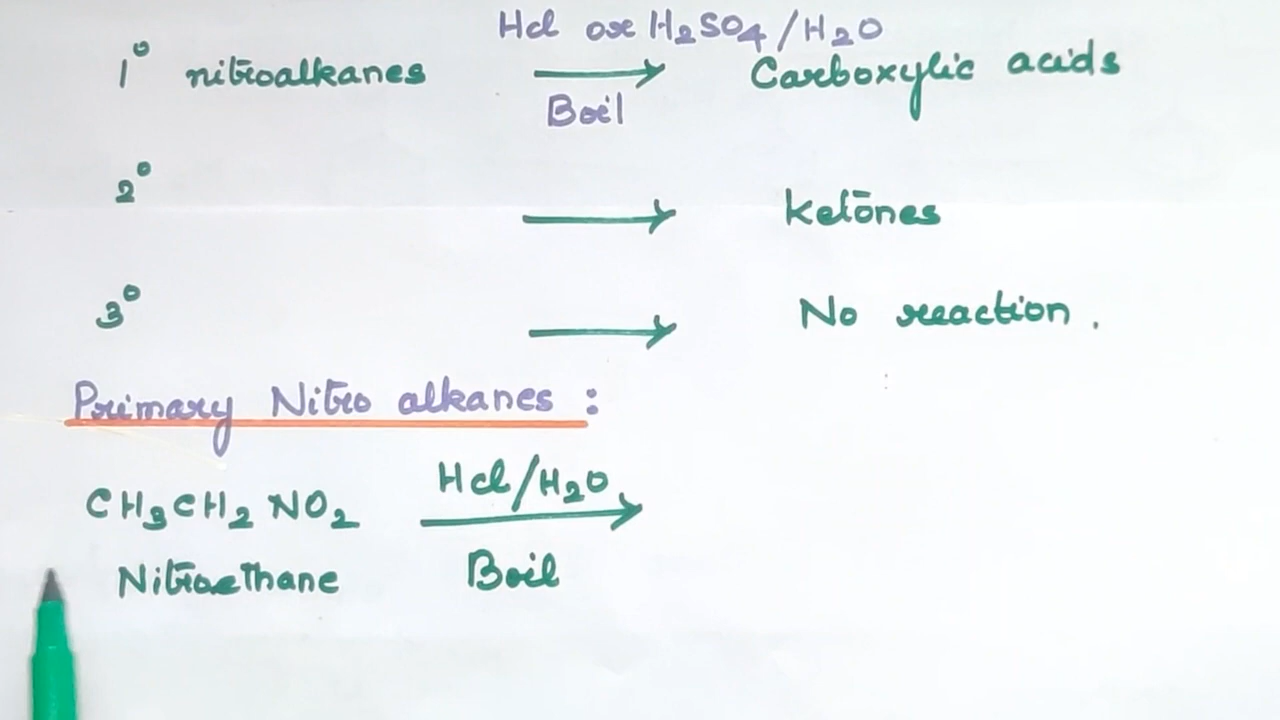 HCl or H2SO4/H2O
1° nitroalkanes → Carboxylic acids
Boil
2° → Ketones
3° → No reaction.
Primary Nitro alkanes :
HCl/H2O
CH3CH2NO2 →
Nitroethane Boil